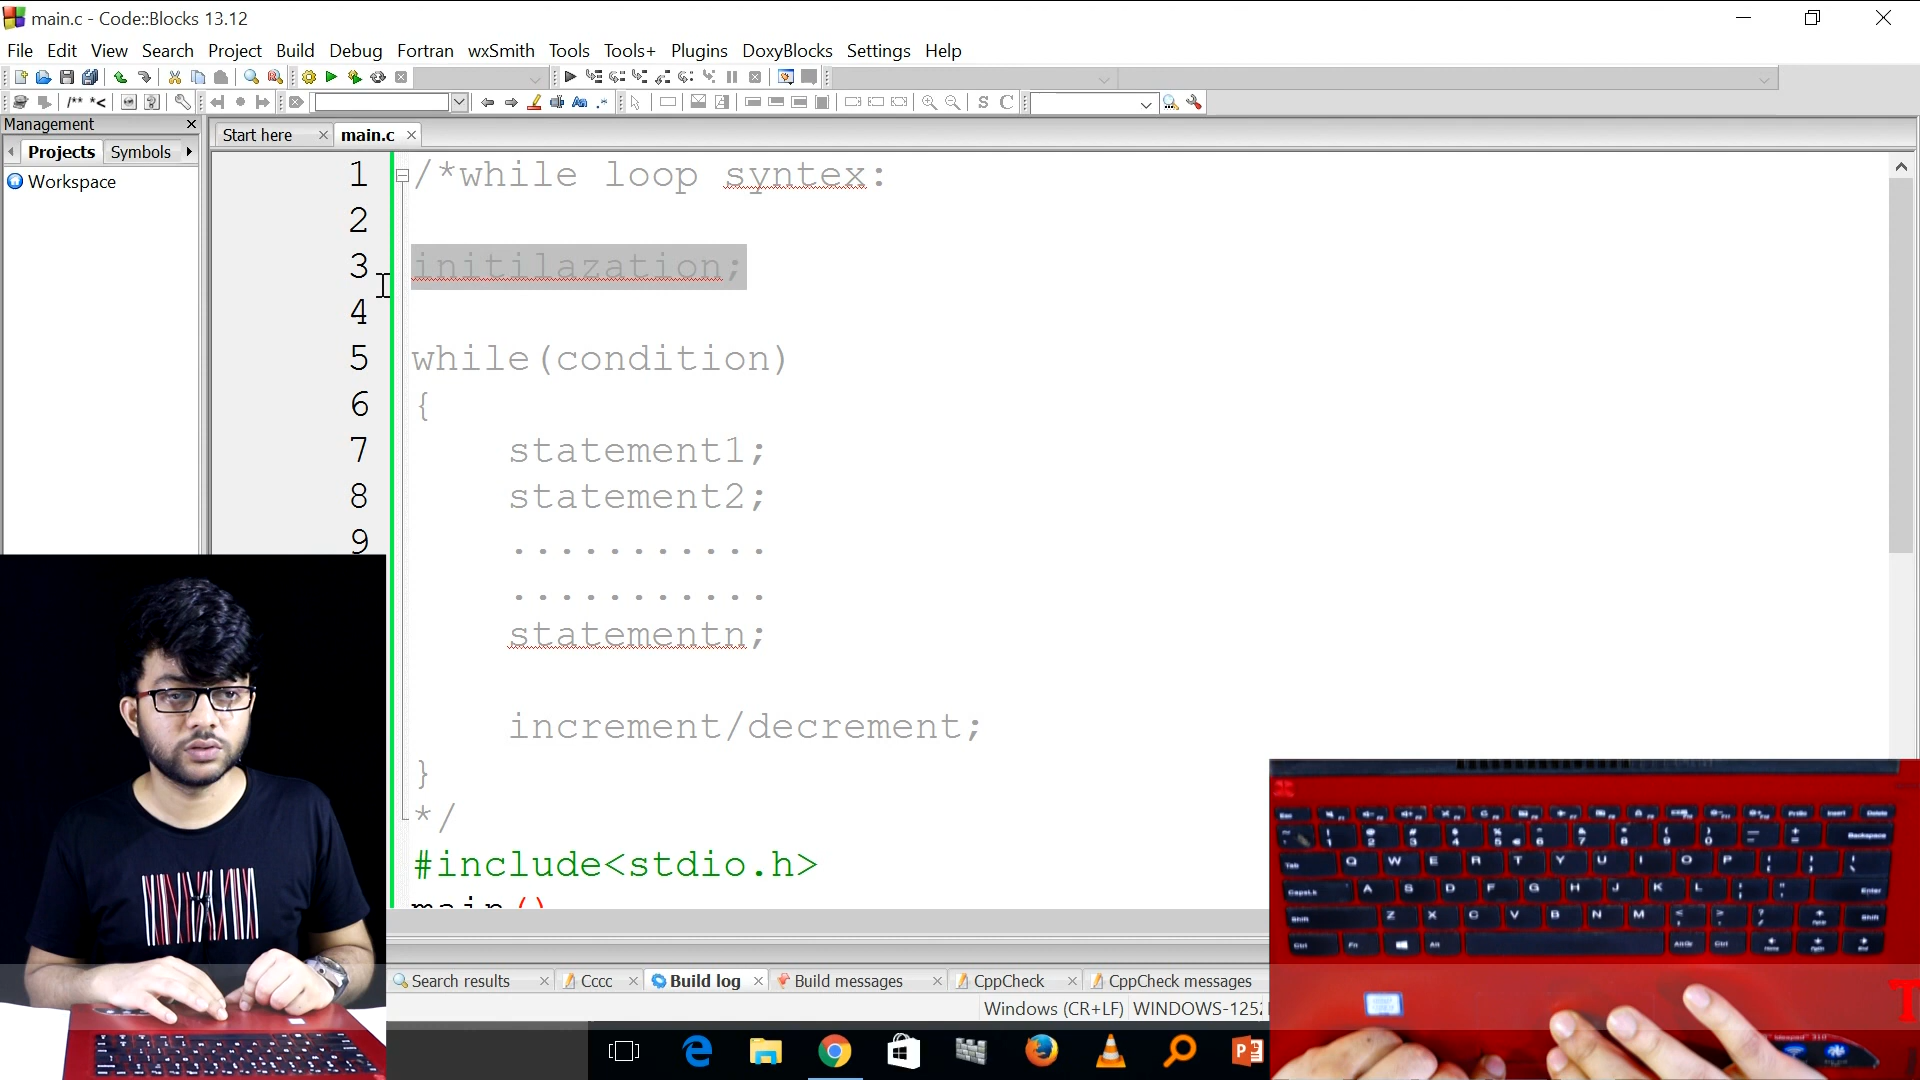 main.c - Code::Blocks 13.12
File Edit View Search Project Build Debug Fortran wxSmith Tools Tools+ Plugins DoxyBlocks Settings Help
/** *<
S C
Management
Projects Symbols
Workspace
Start here main.c
1 /*while loop syntex:
2
3 initilazation;
4
5 while(condition)
6 {
7 statement1;
8 statement2;
9 ...........
...........
statementn;
increment/decrement;
}
*/
#include<stdio.h>
main()
Search results Cccc Build log Build messages CppCheck CppCheck messages
Windows (CR+LF) WINDOWS-1252
Q W E R T Y U I O P
A S D F G H J K L
Z X C V B N M
T